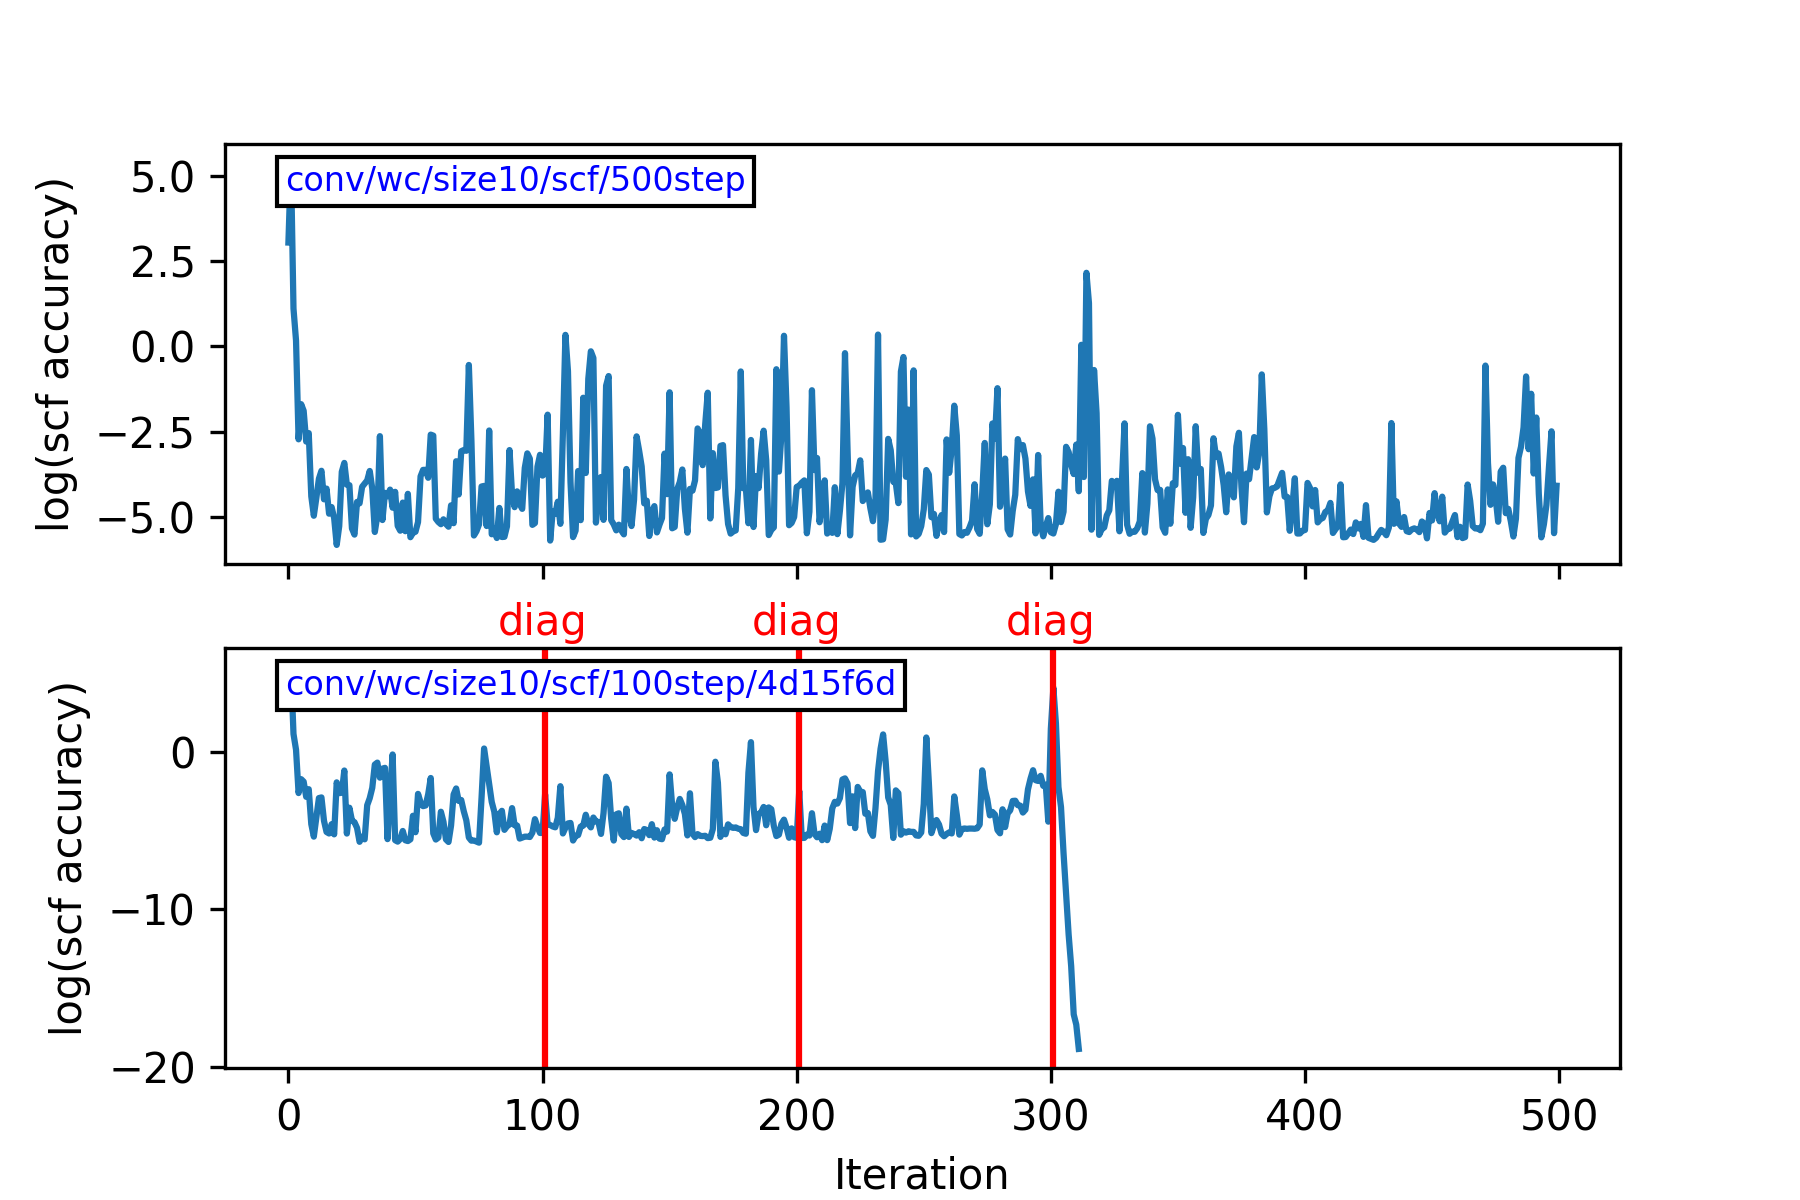 log(scf accuracy)
5.0
2.5
0.0
−2.5
−5.0
conv/wc/size10/scf/500step
diag diag diag
log(scf accuracy)
0
−10
−20
conv/wc/size10/scf/100step/4d15f6d
0 100 200 300 400 500
Iteration